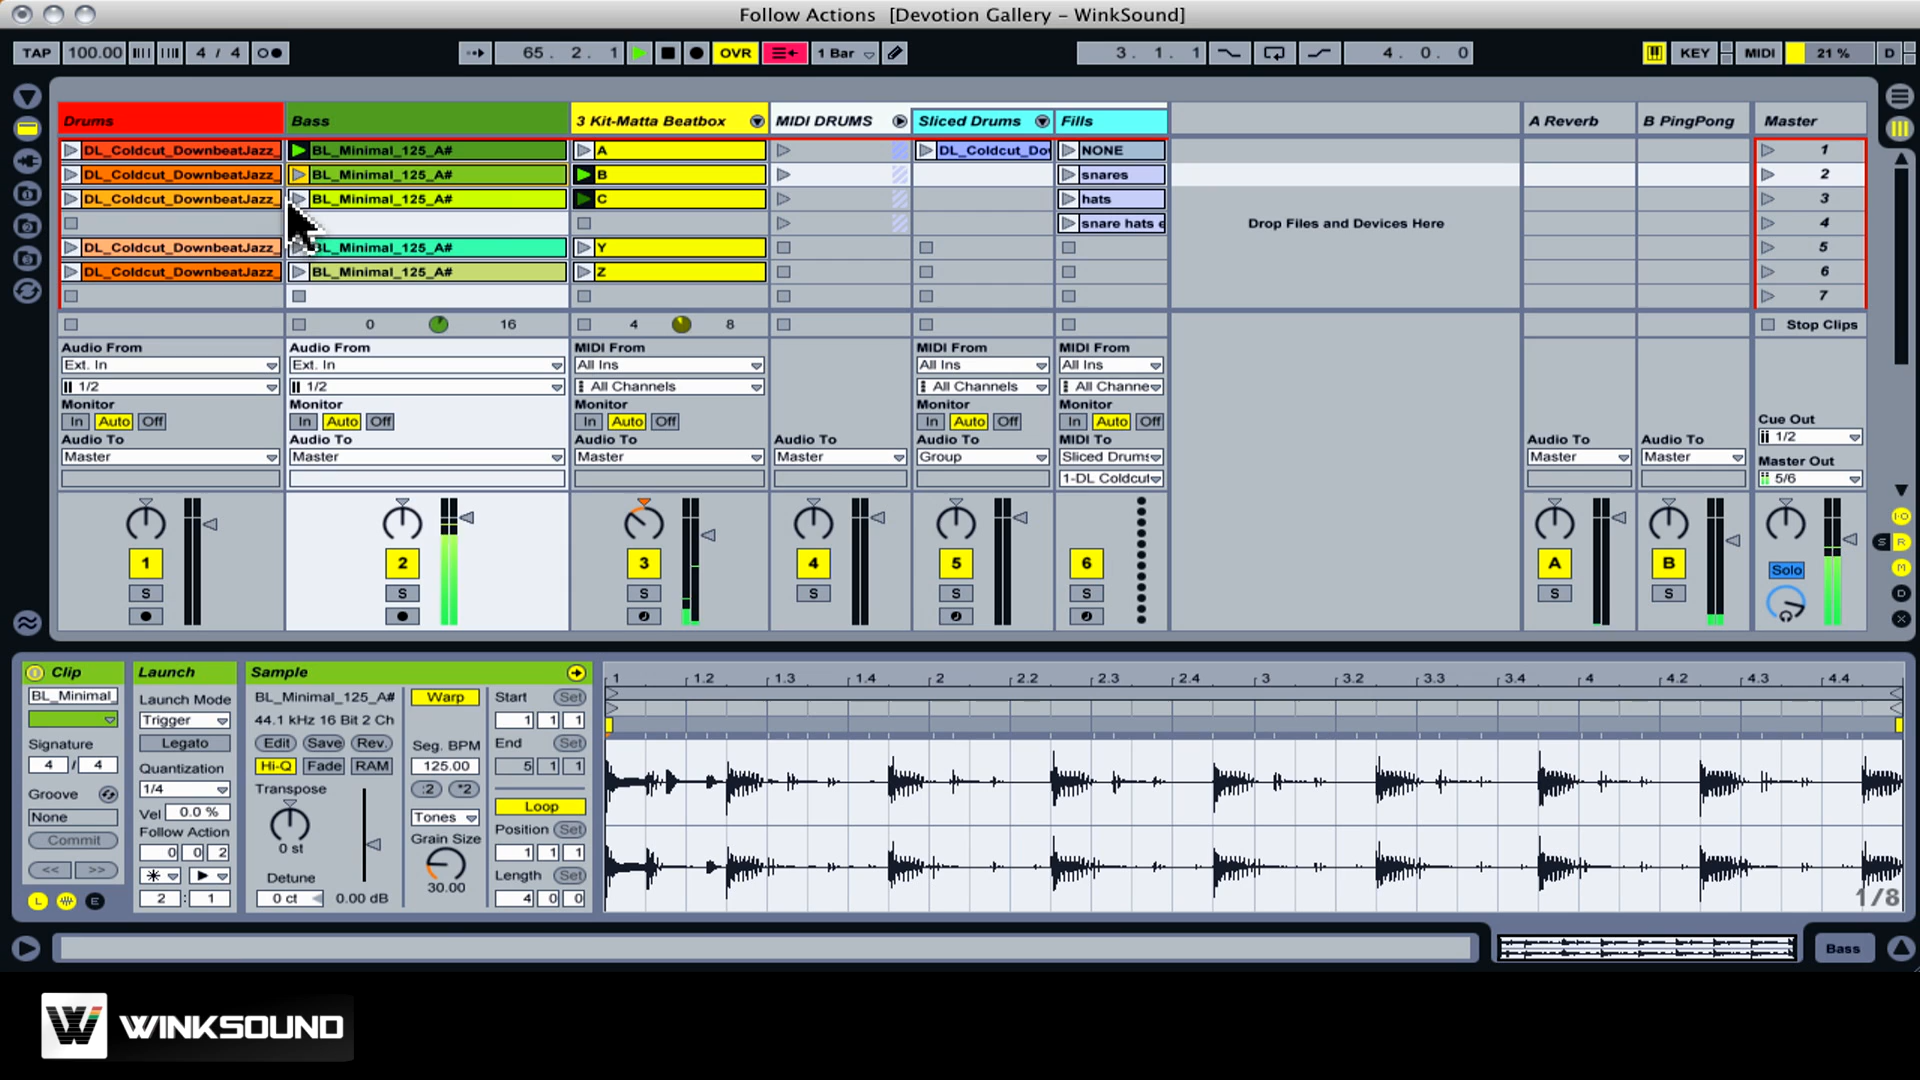 Follow Actions [Devotion Gallery – WinkSound]
TAP 100.00 4 / 4 65. 2. 1 OVR 1 Bar 3. 1. 1 4. 0. 0 KEY MIDI 21 % D
Drums Bass 3 Kit-Matta Beatbox MIDI DRUMS Sliced Drums Fills A Reverb B PingPong Master
DL_Coldcut_DownbeatJazz_ BL_Minimal_125_A# A DL_Coldcut_Do NONE 1
DL_Coldcut_DownbeatJazz_ BL_Minimal_125_A# B snares 2
DL_Coldcut_DownbeatJazz_ BL_Minimal_125_A# C hats 3
snare hats Drop Files and Devices Here 4
DL_Coldcut_DownbeatJazz_ BL_Minimal_125_A# Y 5
DL_Coldcut_DownbeatJazz_ BL_Minimal_125_A# Z 6
7
0 16 4 8 Stop Clips
Audio From Audio From MIDI From MIDI From MIDI From
Ext. In Ext. In All Ins All Ins All Ins
1/2 1/2 All Channels All Channels All Channe
Monitor Monitor Monitor Monitor Monitor
In Auto Off In Auto Off In Auto Off In Auto Off In Auto Off Cue Out
1/2
Audio To Audio To Audio To Audio To Audio To MIDI To Audio To Audio To
Master Master Master Master Group Sliced Drums Master Master Master Out
1-DL Coldcut 5/6
1 2 3 4 5 6 A B Solo
S S S S S S S S
Clip Launch Sample
BL_Minimal Launch Mode BL_Minimal_125_A# Warp Start Set
Trigger 44.1 kHz 16 Bit 2 Ch 1 1 1
Signature Legato Edit Save Rev. Seg. BPM End Set
4 / 4 Quantization Hi-Q Fade RAM 125.00 5 1 1
Groove 1/4 Transpose :2 *2 Loop
None Vel 0.0 % 0 st Tones Position Set
Commit Follow Action Grain Size 1 1 1
0 0 2 30.00 Length Set
<< >> 2 : 1 Detune 0 ct 0.00 dB 4 0 0
L E
1 1.2 1.3 1.4 2 2.2 2.3 2.4 3 3.2 3.3 3.4 4 4.2 4.3 4.4
1/8
Bass
W WINKSOUND